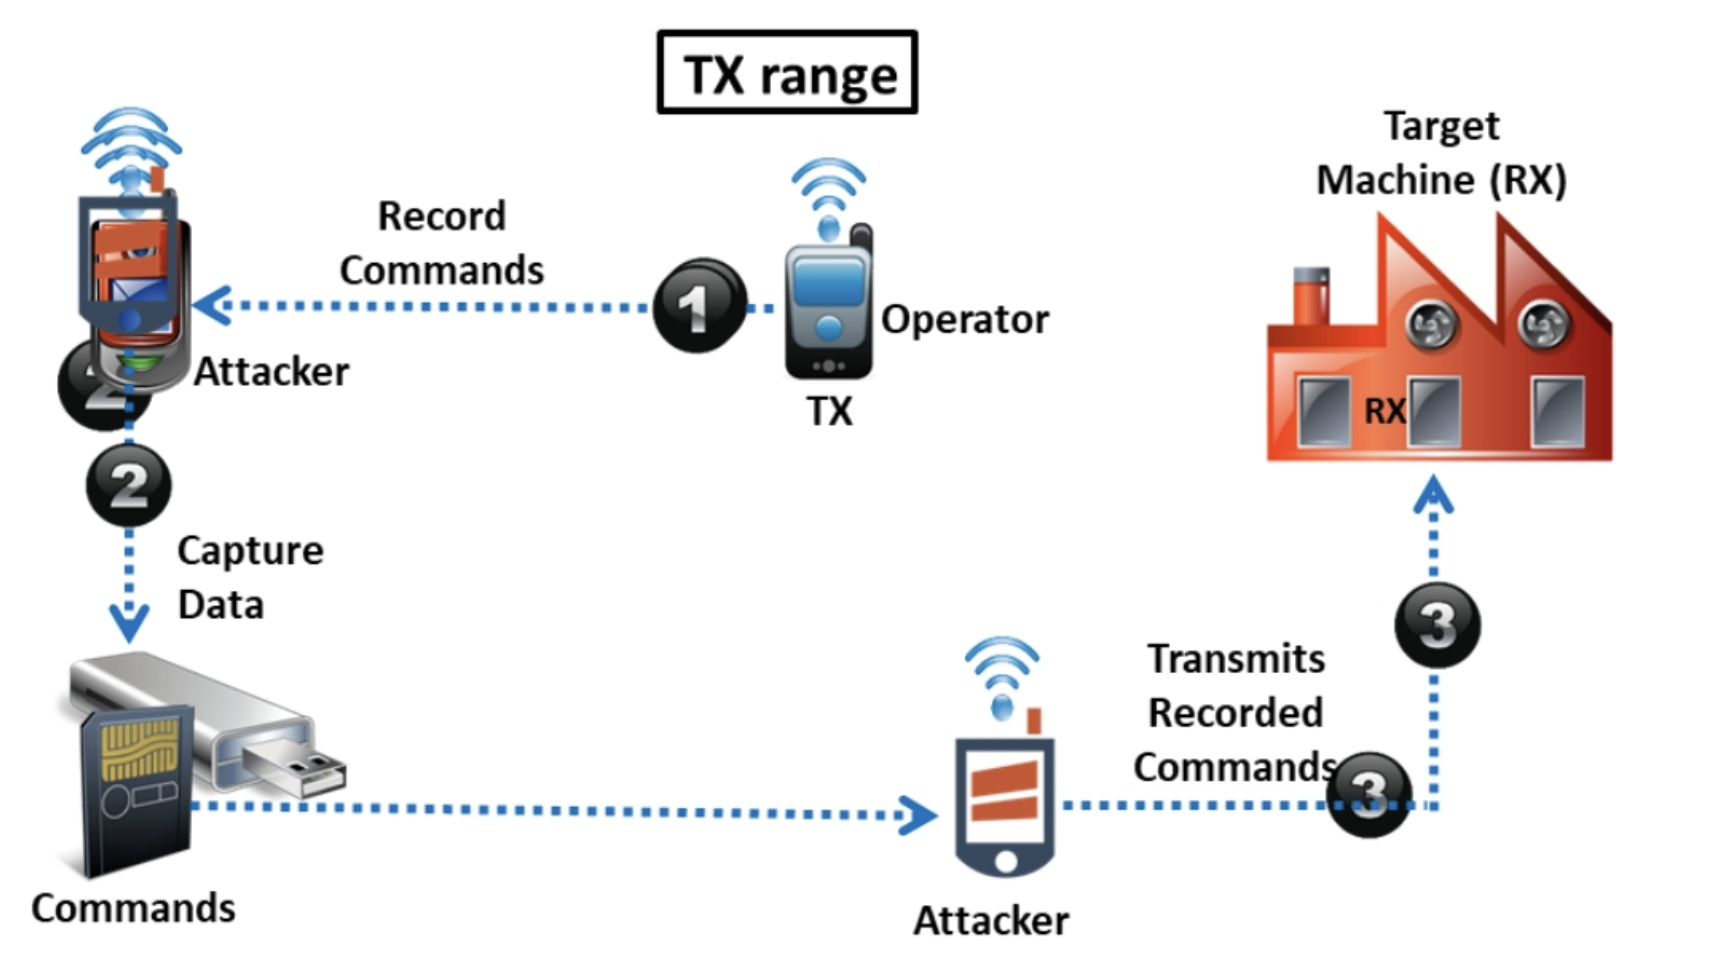 TX range
Target
Machine (RX)
Record
Commands
1
Operator
Attacker
TX
RX
2
2
Capture
Data
3
Transmits
Recorded
Commands
3
Commands
Attacker